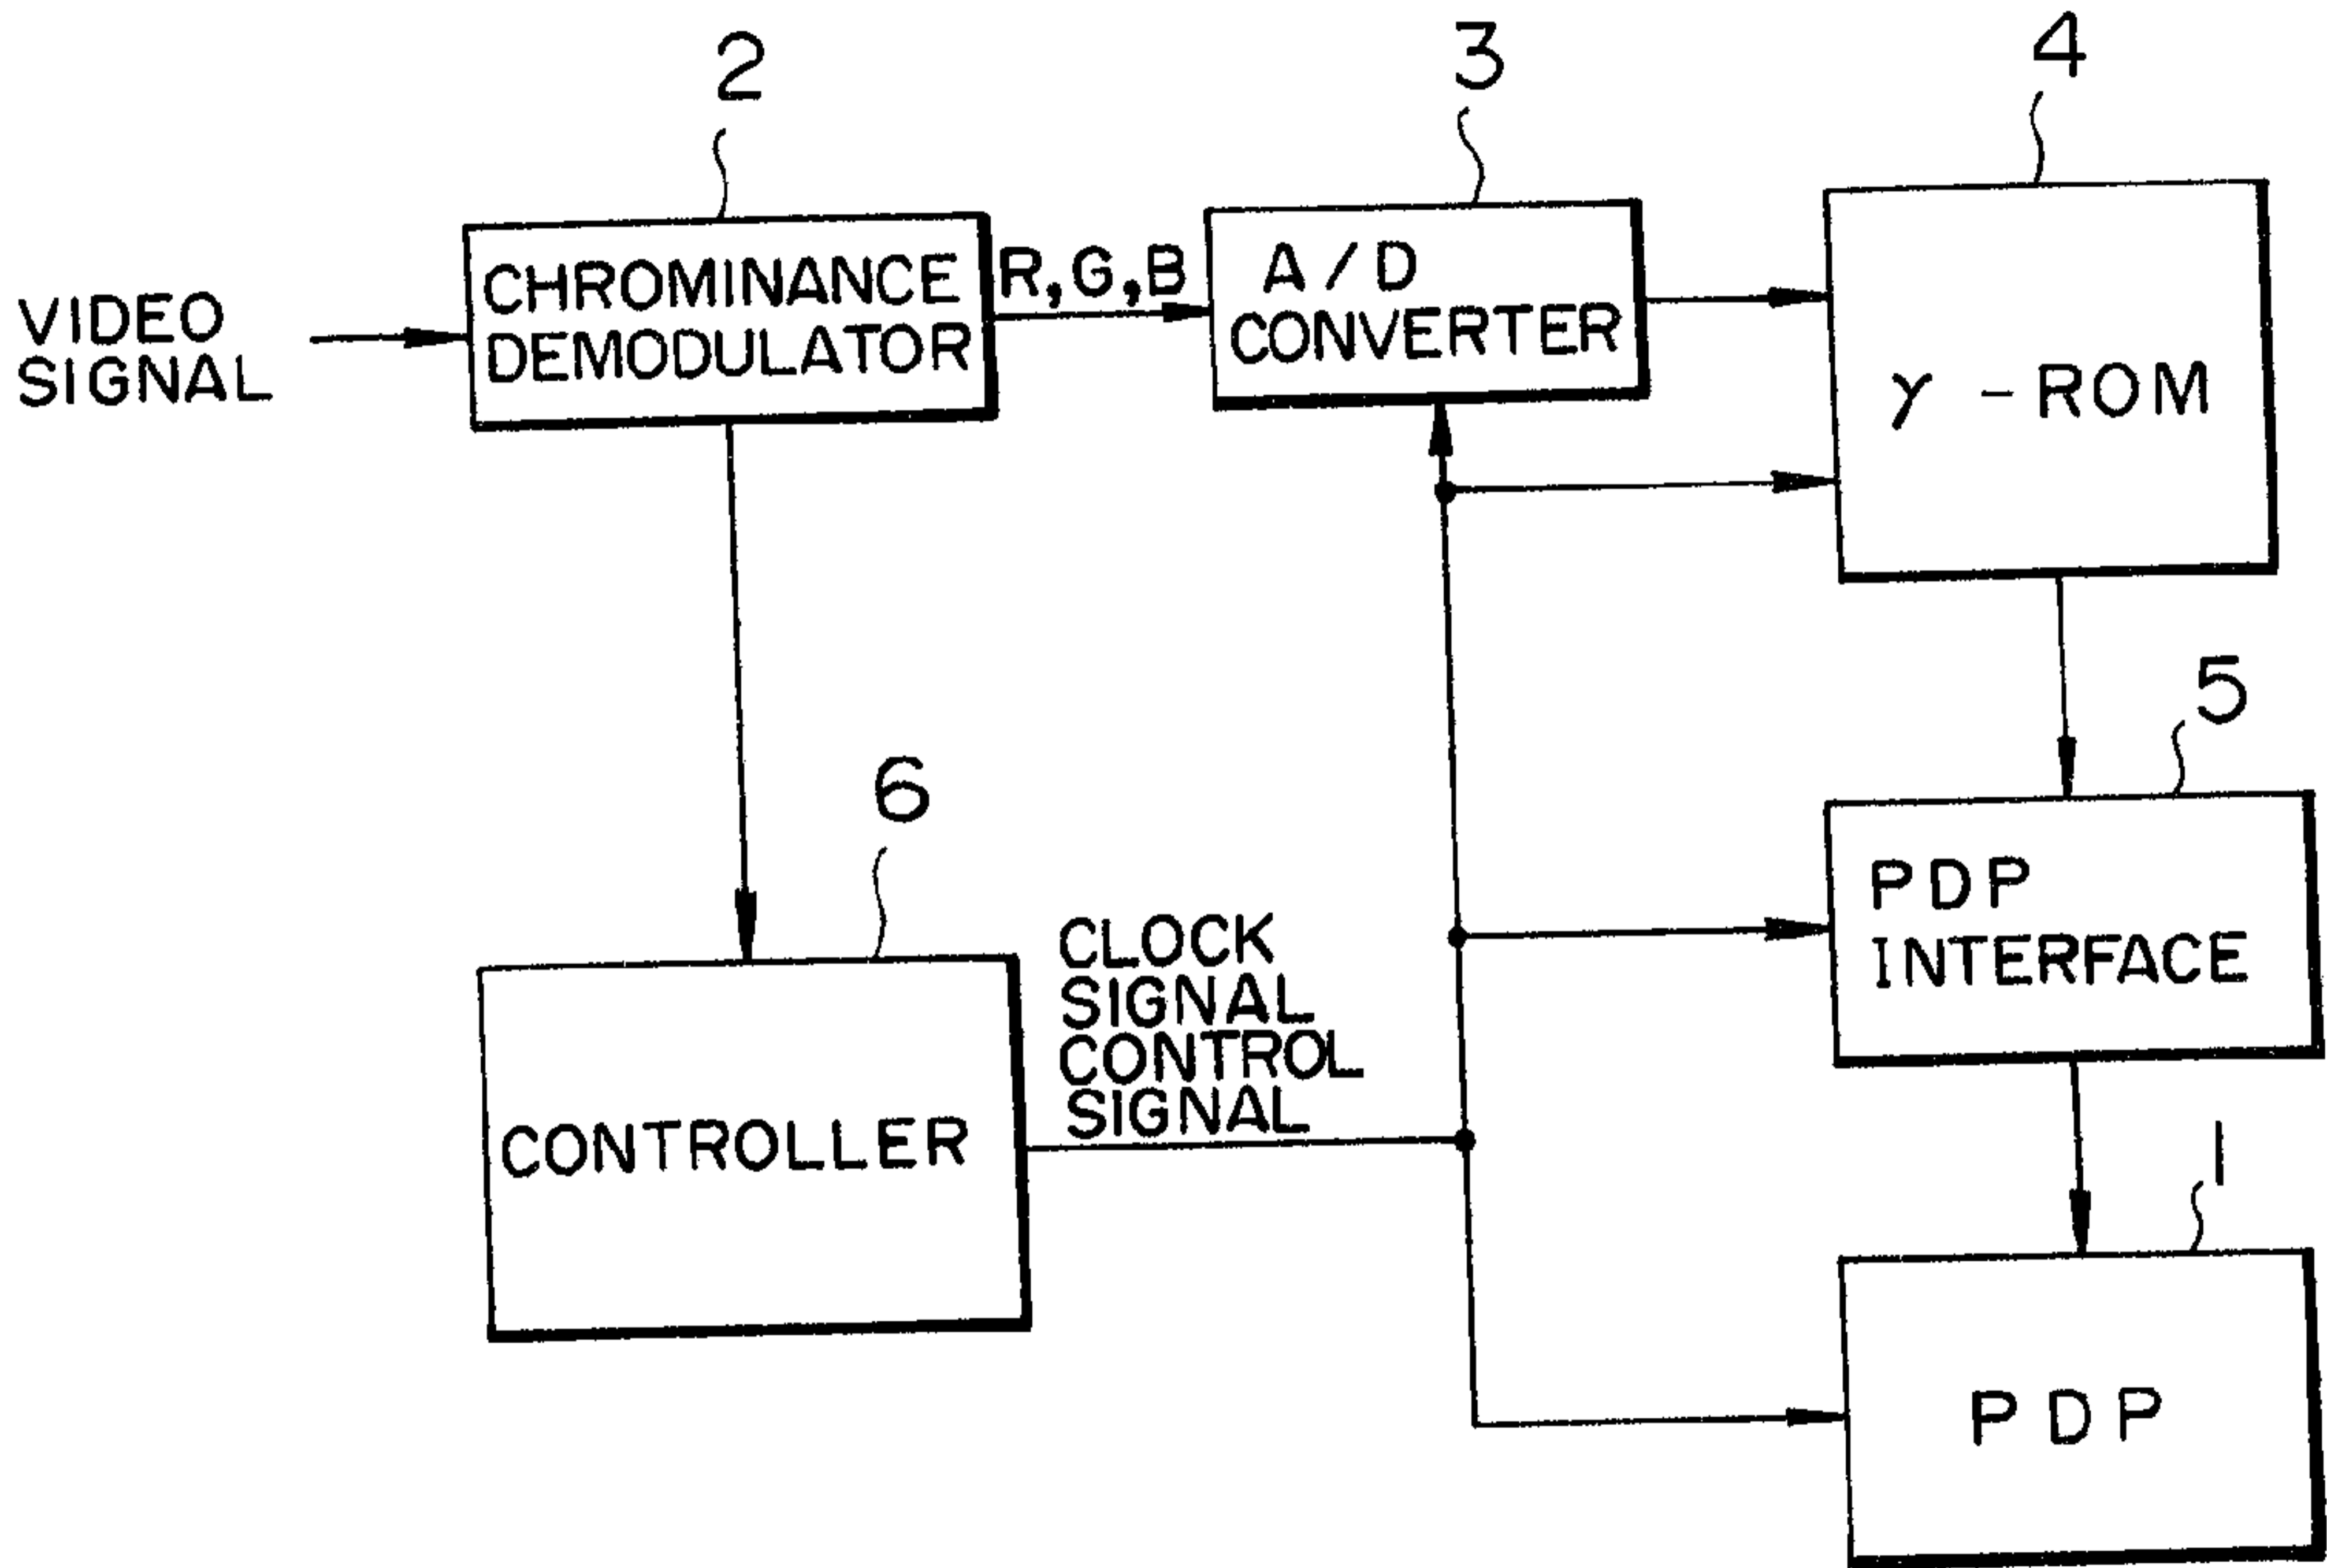 2
3
4
VIDEO
SIGNAL
CHROMINANCE
DEMODULATOR
R,G,B
A/D
CONVERTER
γ-ROM
5
6
PDP
INTERFACE
CLOCK
SIGNAL
CONTROL
SIGNAL
CONTROLLER
1
PDP